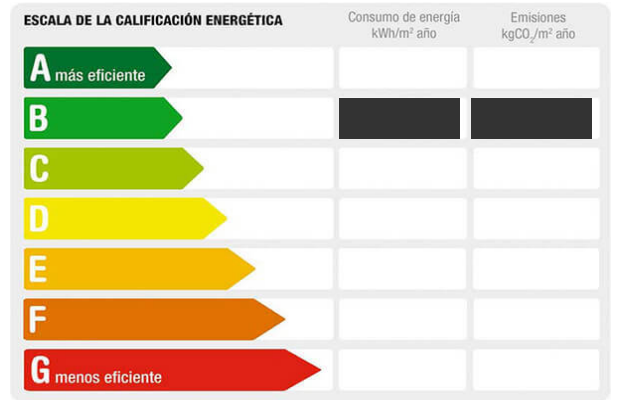 ESCALA DE LA CALIFICACIÓN ENERGÉTICA
Consumo de energía
kWh/m² año
Emisiones
kgCO₂/m² año
A más eficiente
B
C
D
E
F
G menos eficiente